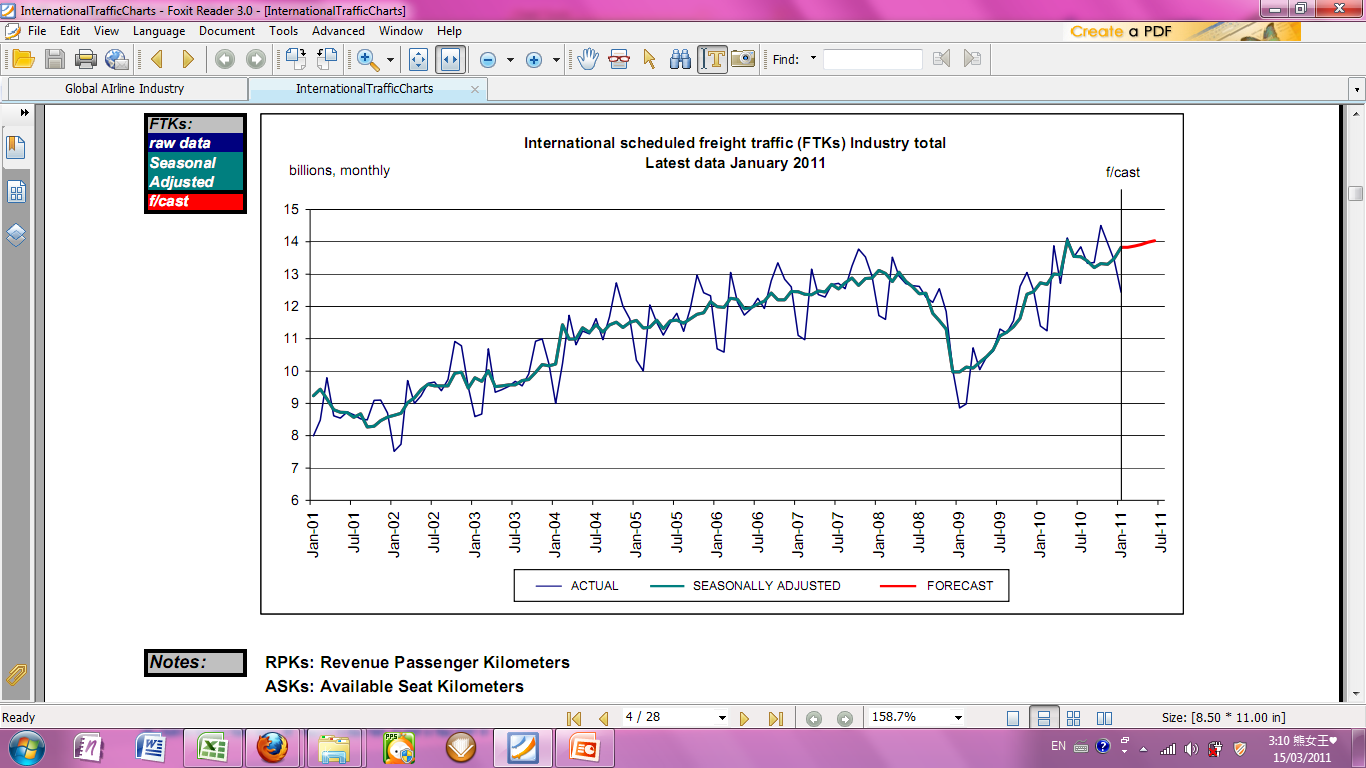 InternationalTrafficCharts - Foxit Reader 3.0 - [InternationalTrafficCharts]
File Edit View Language Document Tools Advanced Window Help
Create a PDF
Find:
Global AIrline Industry
InternationalTrafficCharts
FTKs:
raw data
Seasonal
Adjusted
f/cast
International scheduled freight traffic (FTKs) Industry total
Latest data January 2011
billions, monthly
f/cast
15
14
13
12
11
10
9
8
7
6
Jan-01 Jul-01 Jan-02 Jul-02 Jan-03 Jul-03 Jan-04 Jul-04 Jan-05 Jul-05 Jan-06 Jul-06 Jan-07 Jul-07 Jan-08 Jul-08 Jan-09 Jul-09 Jan-10 Jul-10 Jan-11 Jul-11
ACTUAL SEASONALLY ADJUSTED FORECAST
Notes:
RPKs: Revenue Passenger Kilometers
ASKs: Available Seat Kilometers
Ready
4 / 28
158.7%
Size: [8.50 * 11.00 in]
PPS
EN
3:10 熊女王♥
15/03/2011